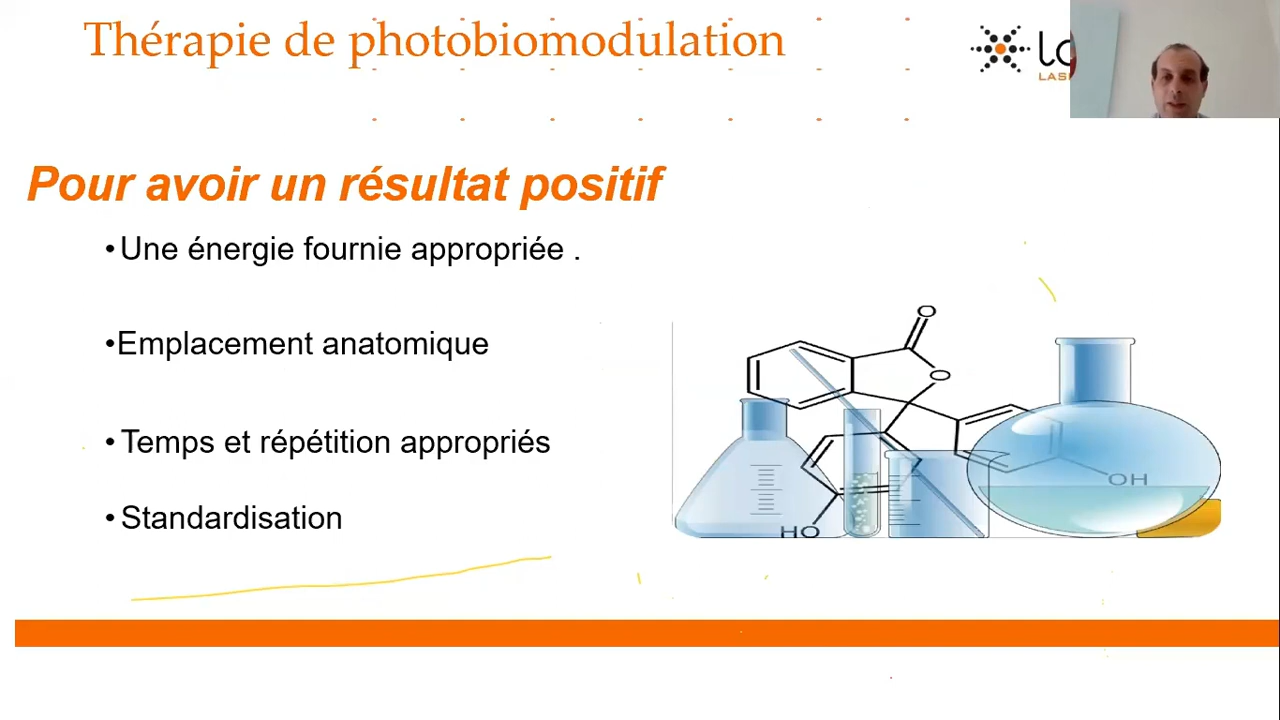 Thérapie de photobiomodulation
Pour avoir un résultat positif
•Une énergie fournie appropriée .
•Emplacement anatomique
•Temps et répétition appropriés
•Standardisation
O
O
OH
HO